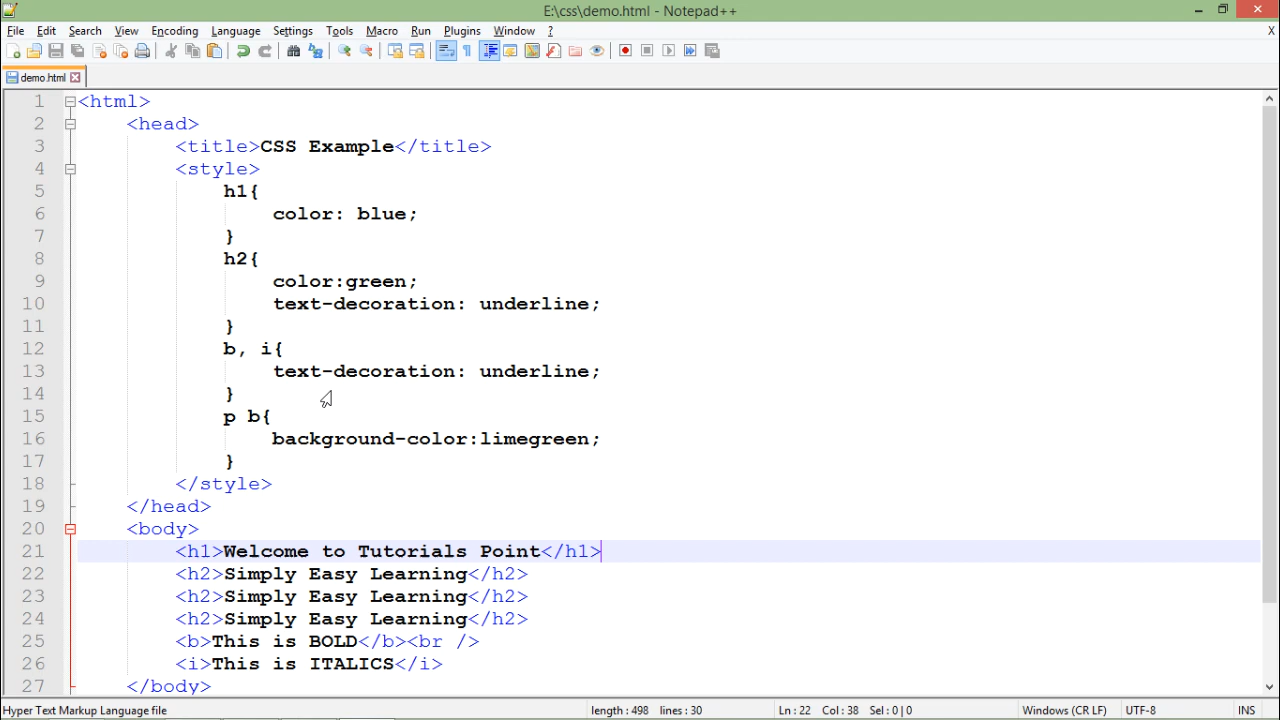 E:\css\demo.html - Notepad++
File Edit Search View Encoding Language Settings Tools Macro Run Plugins Window ? X
demo.html
1 <html>
2 <head>
3 <title>CSS Example</title>
4 <style>
5 h1{
6 color: blue;
7 }
8 h2{
9 color:green;
10 text-decoration: underline;
11 }
12 b, i{
13 text-decoration: underline;
14 }
15 p b{
16 background-color:limegreen;
17 }
18 </style>
19 </head>
20 <body>
21 <h1>Welcome to Tutorials Point</h1>
22 <h2>Simply Easy Learning</h2>
23 <h2>Simply Easy Learning</h2>
24 <h2>Simply Easy Learning</h2>
25 <b>This is BOLD</b><br />
26 <i>This is ITALICS</i>
27 </body>
Hyper Text Markup Language file length : 498 lines : 30 Ln : 22 Col : 38 Sel : 0 | 0 Windows (CR LF) UTF-8 INS